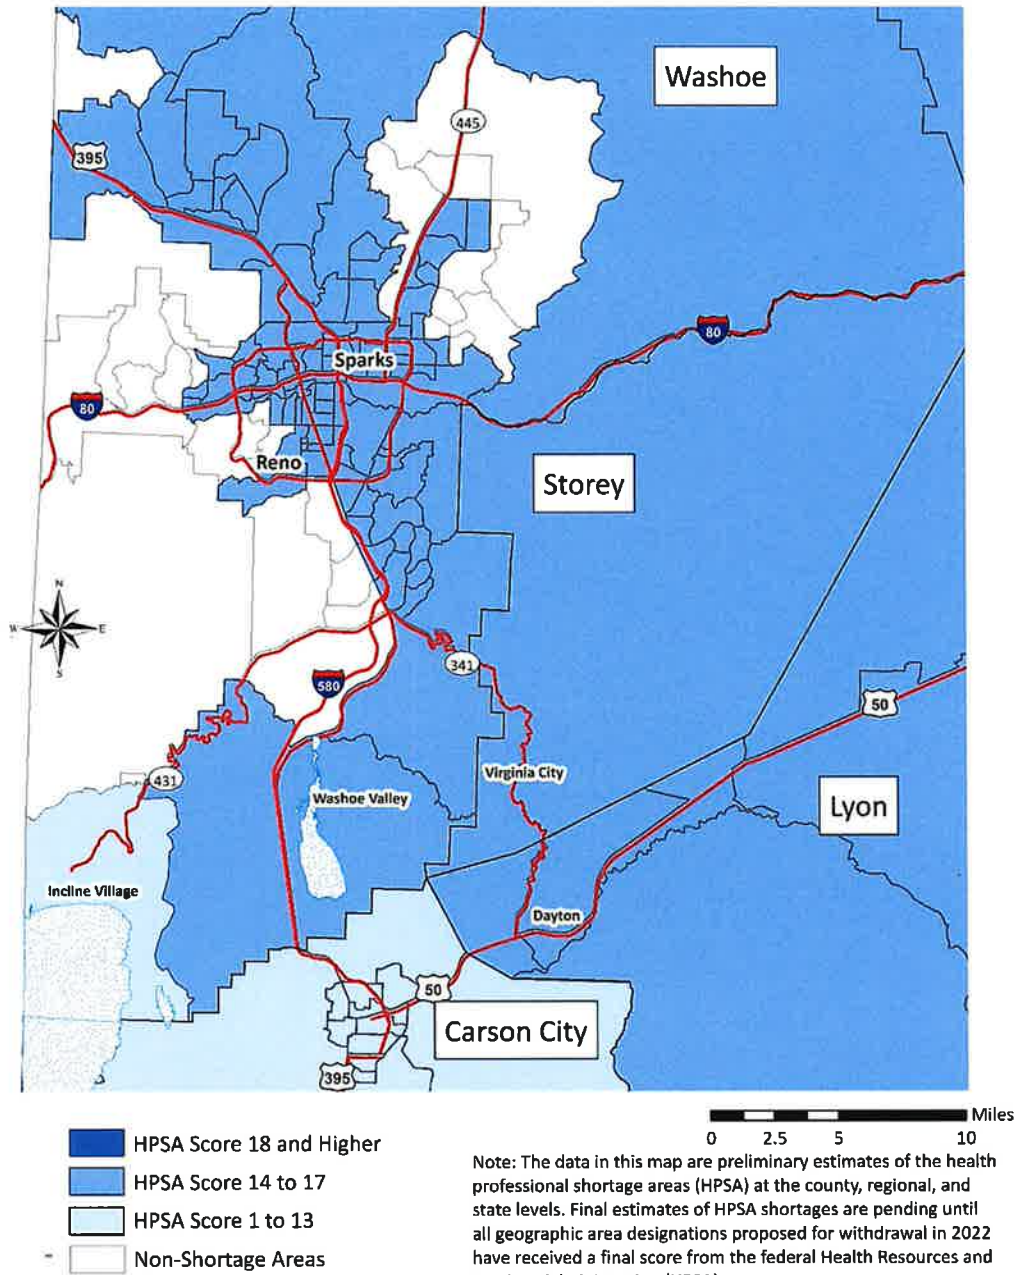 Washoe
445
395
80
Sparks
80
Reno
Storey
N
W
E
S
341
580
50
Virginia City
431
Washoe Valley
Lyon
Incline Village
Dayton
50
Carson City
395
Miles
0 2.5 5 10
HPSA Score 18 and Higher
HPSA Score 14 to 17
HPSA Score 1 to 13
Non-Shortage Areas
Note: The data in this map are preliminary estimates of the health
professional shortage areas (HPSA) at the county, regional, and
state levels. Final estimates of HPSA shortages are pending until
all geographic area designations proposed for withdrawal in 2022
have received a final score from the federal Health Resources and